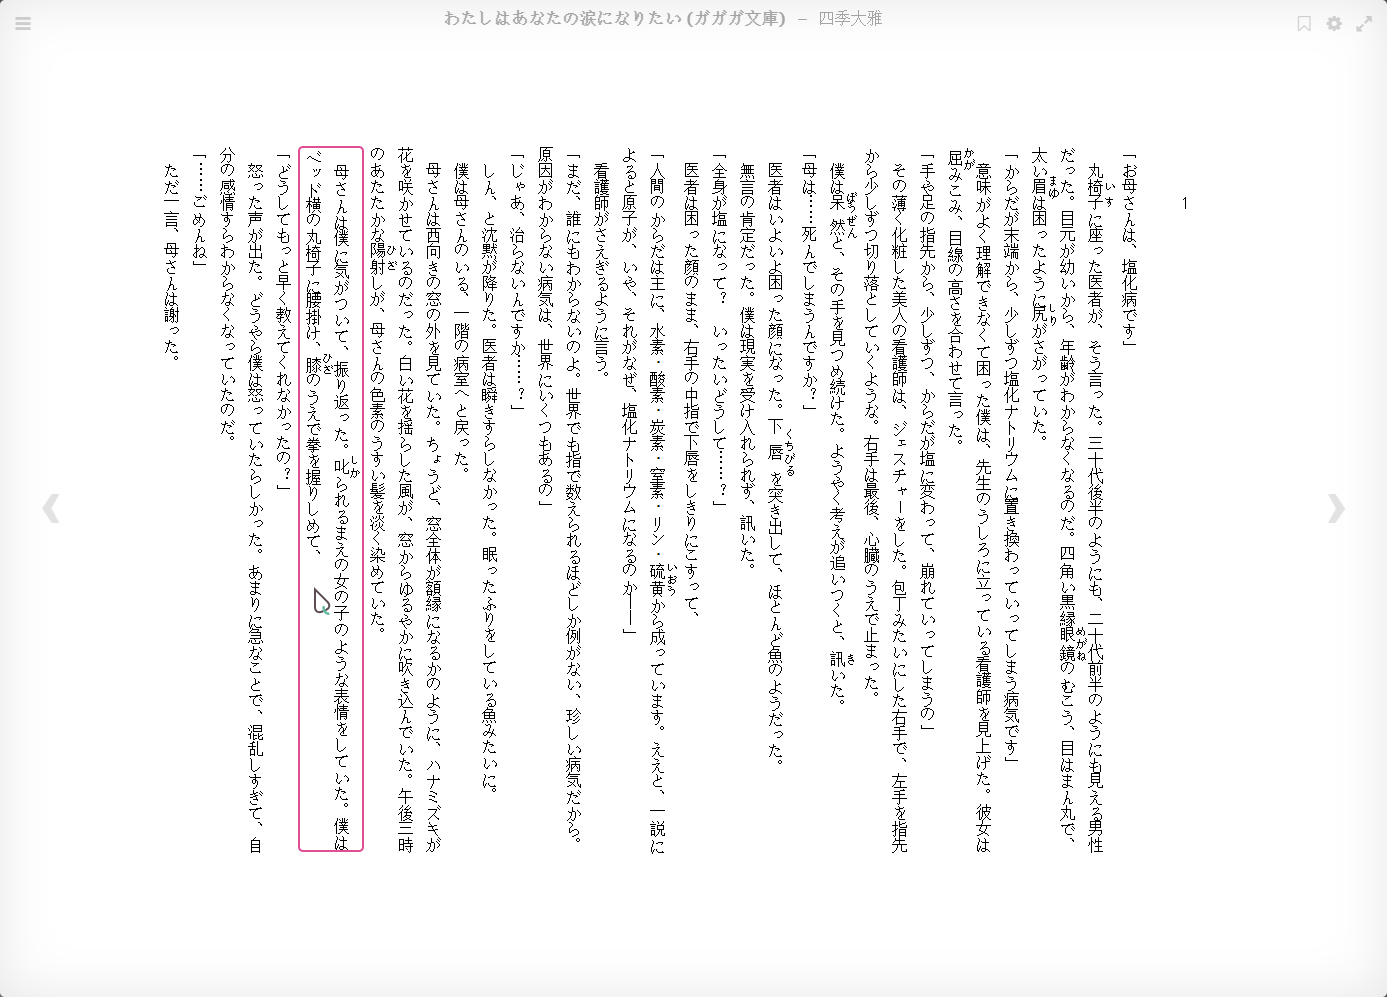 わたしはあなたの涙になりたい (ガガガ文庫) – 四季大雅
1
「お母さんは、塩化病です」
丸椅子に座った医者が、そう言った。三十代後半のようにも、二十代前半のようにも見える男性
だった。目元が幼いから、年齢がわからなくなるのだ。四角い黒縁眼鏡のむこう、目はまん丸で、
太い眉は困ったように尻がさがっていた。
「からだが末端から、少しずつ塩化ナトリウムに置き換わっていってしまう病気です」
意味がよく理解できなくて困った僕は、先生のうしろに立っている看護師を見上げた。彼女は
屈みこみ、目線の高さを合わせて言った。
「手や足の指先から、少しずつ、からだが塩に変わって、崩れていってしまうの」
その薄く化粧した美人の看護師は、ジェスチャーをした。包丁みたいにした右手で、左手を指先
から少しずつ切り落としていくような。右手は最後、心臓のうえで止まった。
僕は呆然と、その手を見つめ続けた。ようやく考えが追いつくと、訊いた。
「母は……死んでしまうんですか？」
医者はいよいよ困った顔になった。下唇を突き出して、ほとんど魚のようだった。
無言の肯定だった。僕は現実を受け入れられず、訊いた。
「全身が塩になって？　いったいどうして……？」
医者は困った顔のまま、右手の中指で下唇をしきりにこすって、
「人間のからだは主に、水素・酸素・炭素・窒素・リン・硫黄から成っています。ええと、一説に
よると原子が、いや、それがなぜ、塩化ナトリウムになるのか――」
看護師がさえぎるように言う。
「まだ、誰にもわからないのよ。世界でも指で数えられるほどしか例がない、珍しい病気だから。
原因がわからない病気は、世界にいくつもあるの」
「じゃあ、治らないんですか……？」
しん、と沈黙が降りた。医者は瞬きすらしなかった。眠ったふりをしている魚みたいに。
僕は母さんのいる、一階の病室へと戻った。
母さんは西向きの窓の外を見ていた。ちょうど、窓全体が額縁になるかのように、ハナミズキが
花を咲かせているのだった。白い花を揺らした風が、窓からゆるやかに吹き込んでいた。午後三時
のあたたかな陽射しが、母さんの色素のうすい髪を淡く染めていた。
母さんは僕に気がついて、振り返った。叱られるまえの女の子のような表情をしていた。僕は
ベッド横の丸椅子に腰掛け、膝のうえで拳を握りしめて、
「どうしてもっと早く教えてくれなかったの？」
怒った声が出た。どうやら僕は怒っていたらしかった。あまりに急なことで、混乱しすぎて、自
分の感情すらわからなくなっていたのだ。
「……ごめんね」
ただ一言、母さんは謝った。